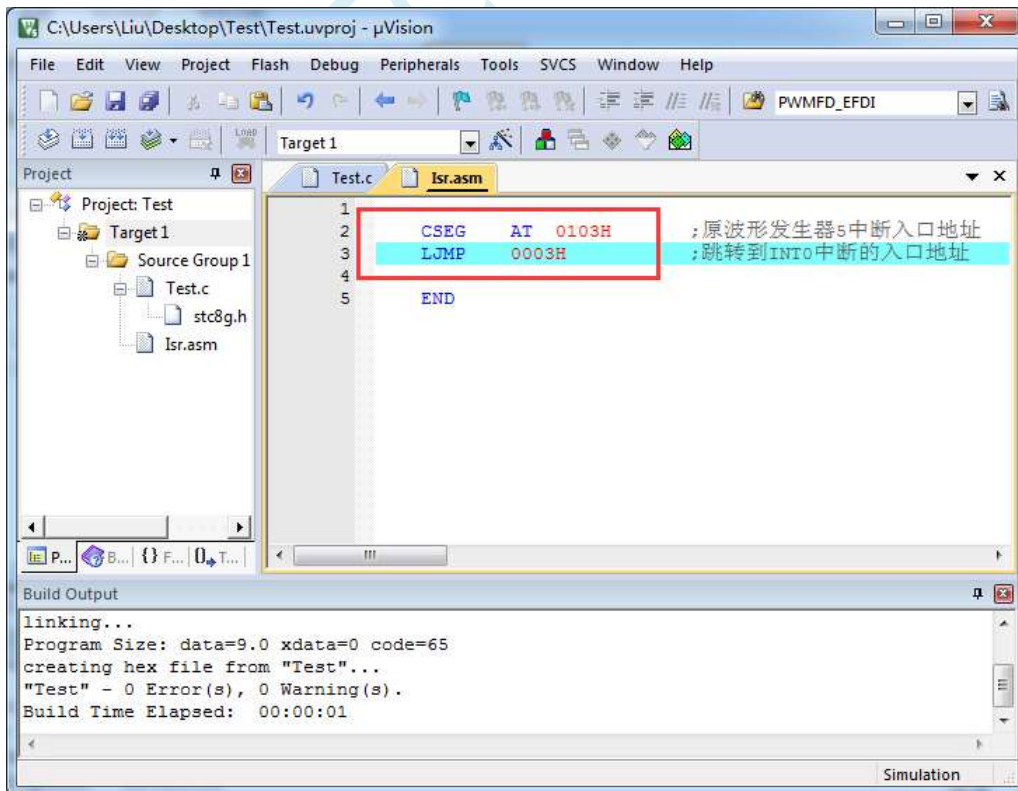 C:\Users\Liu\Desktop\Test\Test.uvproj - µVision
File Edit View Project Flash Debug Peripherals Tools SVCS Window Help
PWMFD_EFDI
LOAD Target 1
Project
Test.c Isr.asm
Project: Test
Target 1
Source Group 1
Test.c
stc8g.h
Isr.asm
1
2 CSEG AT 0103H ;原波形发生器5中断入口地址
3 LJMP 0003H ;跳转到INT0中断的入口地址
4
5 END
P... B... {} F... 0 T...
Build Output
linking...
Program Size: data=9.0 xdata=0 code=65
creating hex file from "Test"...
"Test" - 0 Error(s), 0 Warning(s).
Build Time Elapsed: 00:00:01
Simulation